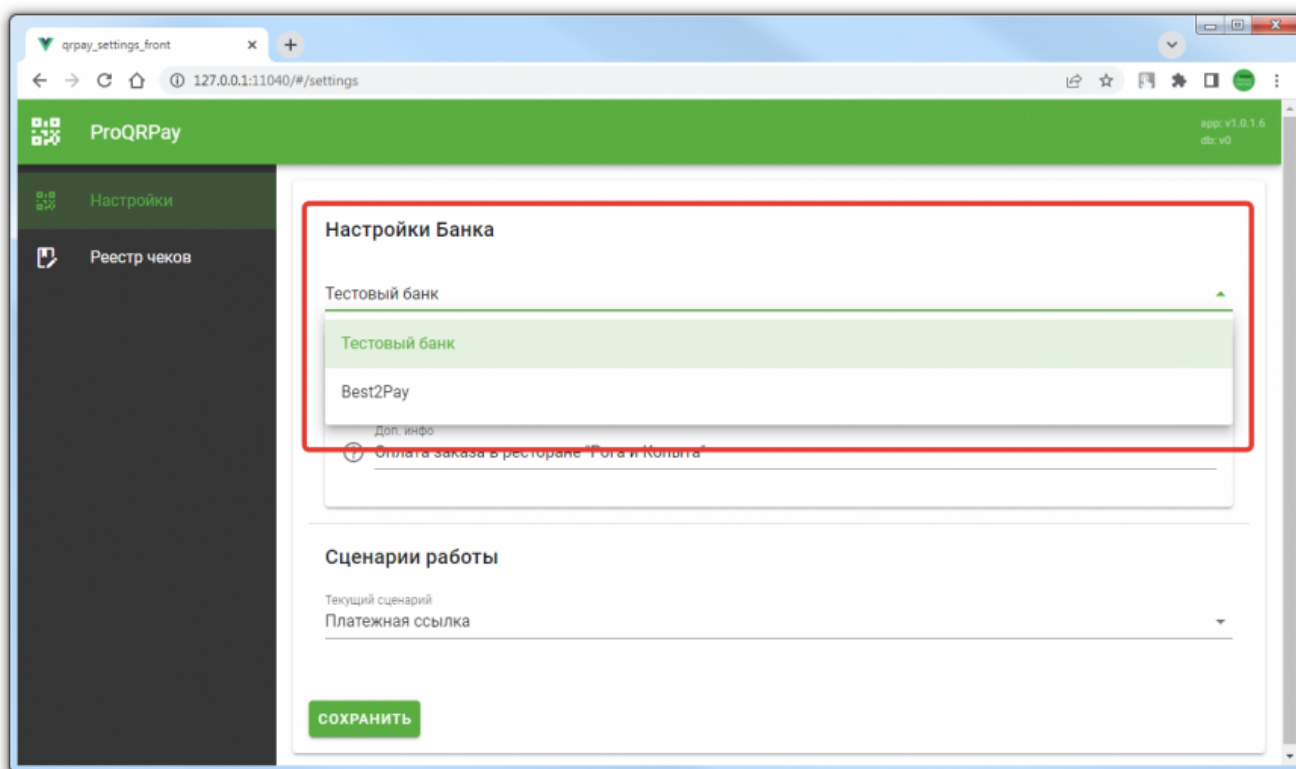 qrpay_settings_front
127.0.0.1:11040/#/settings
ProQRPay
app: v1.0.1.6
db: v0
Настройки
Реестр чеков
Настройки Банка
Тестовый банк
Тестовый банк
Best2Pay
Доп. инфо
Оплата заказа в ресторане "Рога и Копыта"
Сценарии работы
Текущий сценарий
Платежная ссылка
СОХРАНИТЬ